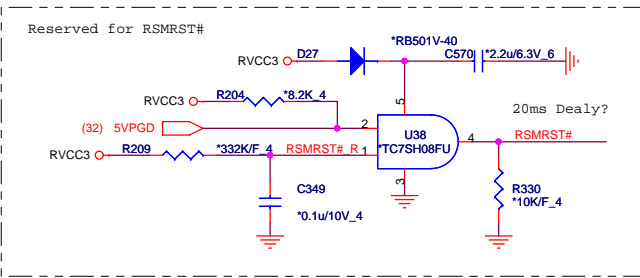 Reserved for RSMRST#
RVCC3
D27
*RB501V-40
C570
*2.2u/6.3V_6
RVCC3
R204
*8.2K_4
5
20ms Dealy?
(32)
5VPGD
2
U38
4
RSMRST#
RVCC3
R209
*332K/F_4
RSMRST#_R
1
*TC7SH08FU
3
C349
*0.1u/10V_4
R330
*10K/F_4